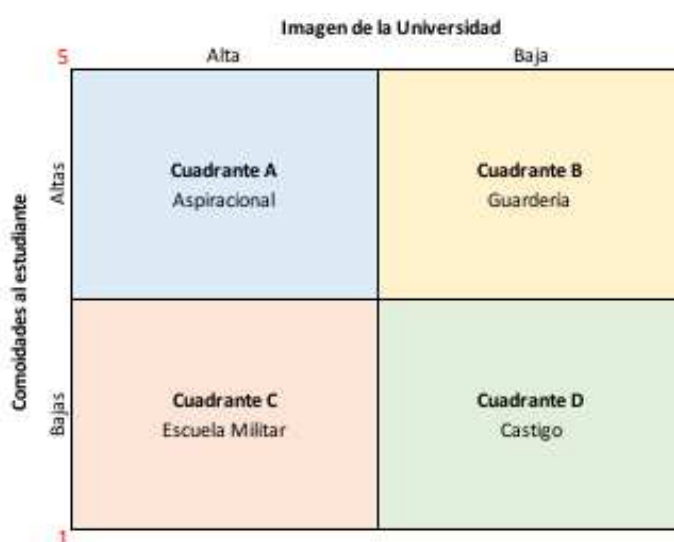 Imagen de la Universidad
5
Alta
Baja
Altas
Cuadrante A
Aspiracional
Cuadrante B
Guardería
Comoidades al estudiante
Bajas
Cuadrante C
Escuela Militar
Cuadrante D
Castigo
1